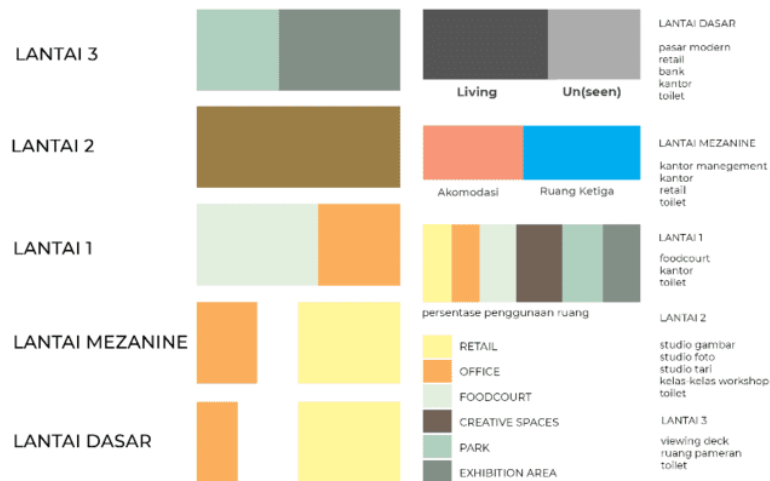 LANTAI 3
LANTAI 2
LANTAI 1
LANTAI MEZANINE
LANTAI DASAR
Living
Un(seen)
Akomodasi
Ruang Ketiga
persentase penggunaan ruang
RETAIL
OFFICE
FOODCOURT
CREATIVE SPACES
PARK
EXHIBITION AREA
LANTAI DASAR
pasar modern
retail
bank
kantor
toilet
LANTAI MEZANINE
kantor manegement
kantor
retail
toilet
LANTAI 1
foodcourt
kantor
toilet
LANTAI 2
studio gambar
studio foto
studio tari
kelas-kelas workshop
toilet
LANTAI 3
viewing deck
ruang pameran
toilet